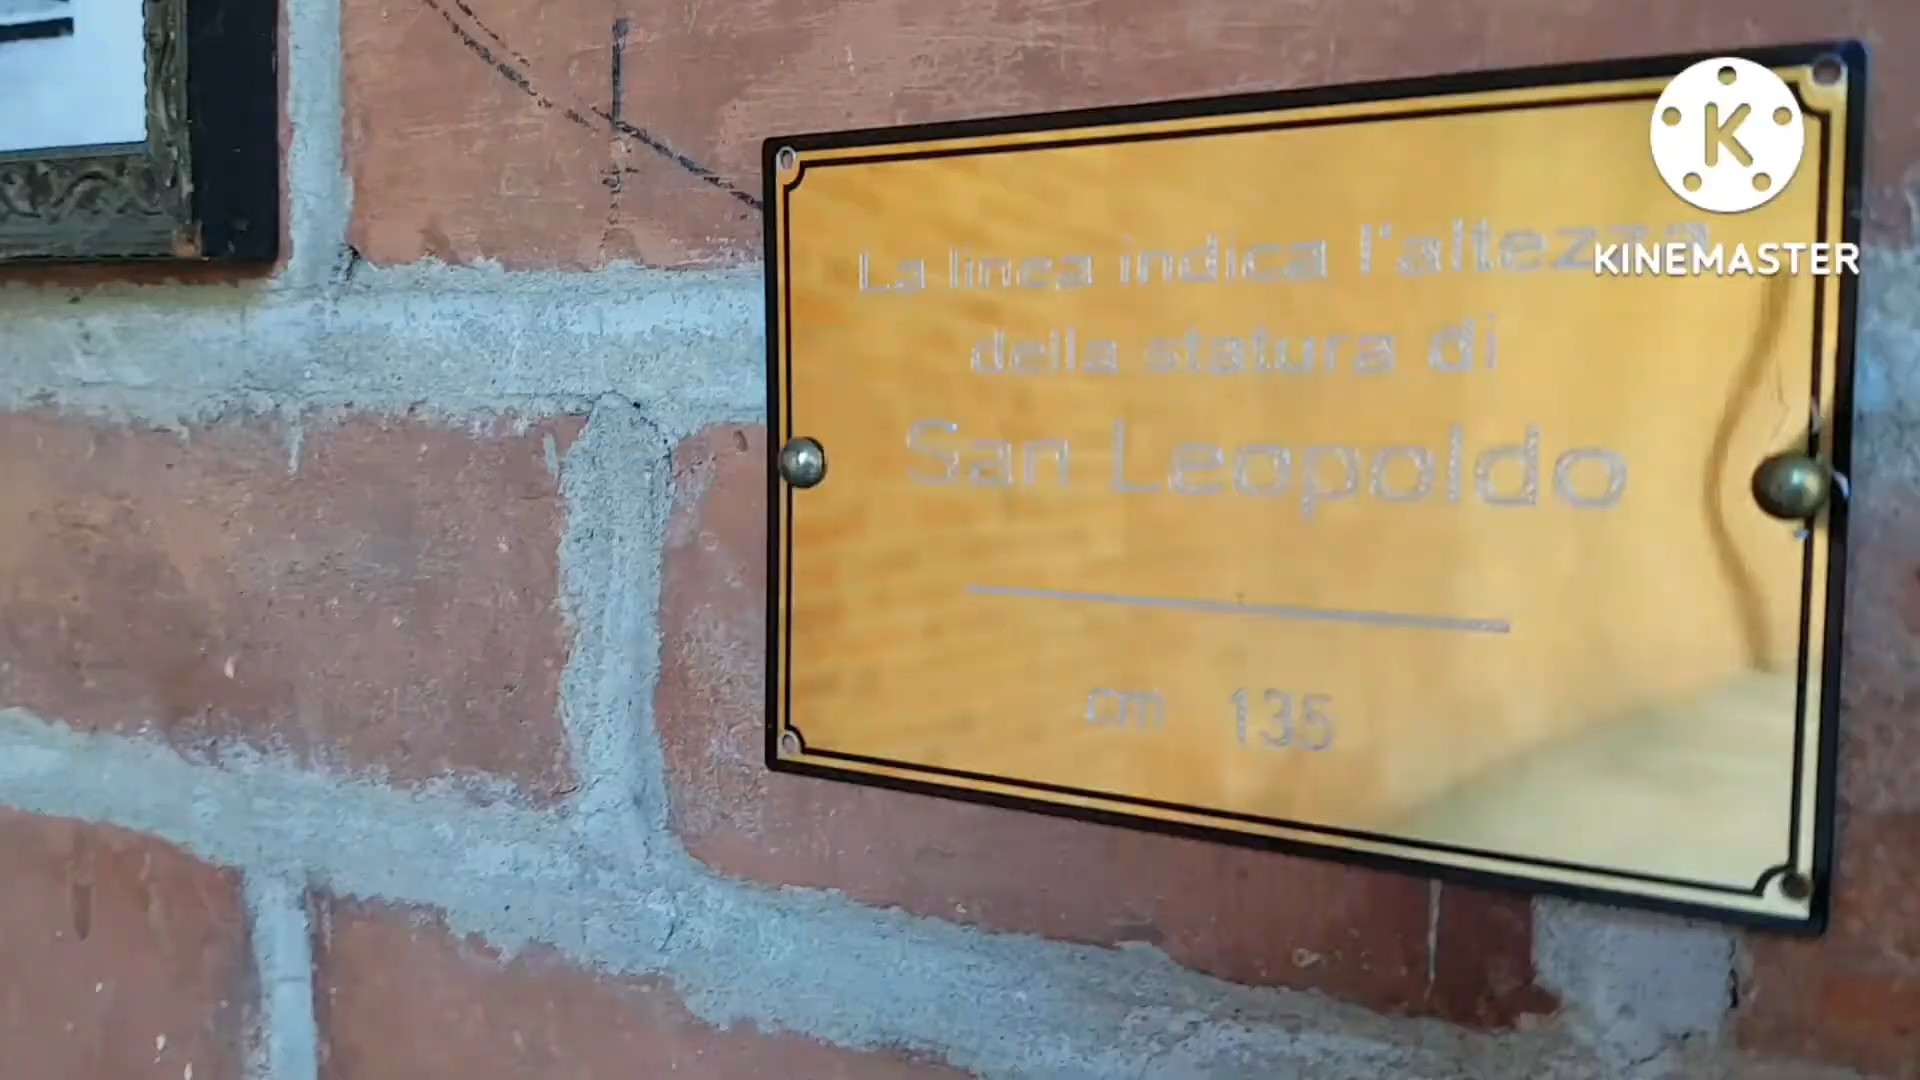 La linea indica l'altezza
della statura di
San Leopoldo
cm 135
K
KINEMASTER